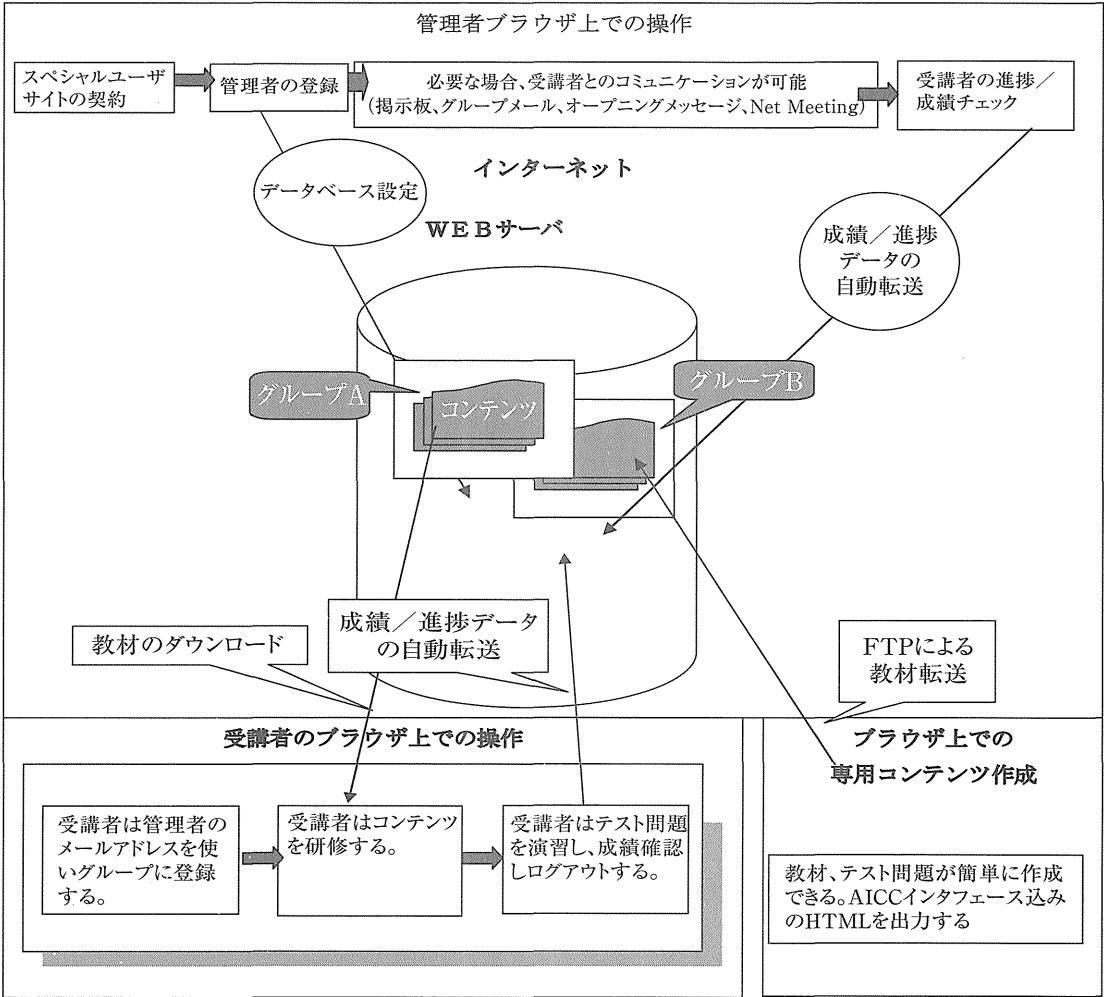 管理者ブラウザ上での操作
スペシャルユーザ
サイトの契約
管理者の登録
必要な場合、受講者とのコミュニケーションが可能
(掲示板、グループメール、オープニングメッセージ、Net Meeting)
受講者の進捗／
成績チェック
データベース設定
インターネット
WEBサーバ
成績／進捗
データの
自動転送
グループA
コンテンツ
グループB
教材のダウンロード
成績／進捗データ
の自動転送
FTPによる
教材転送
受講者のブラウザ上での操作
受講者は管理者の
メールアドレスを使
いグループに登録
する。
受講者はコンテンツ
を研修する。
受講者はテスト問題
を演習し、成績確認
しログアウトする。
ブラウザ上での
専用コンテンツ作成
教材、テスト問題が簡単に作成
できる。AICCインタフェース込み
のHTMLを出力する